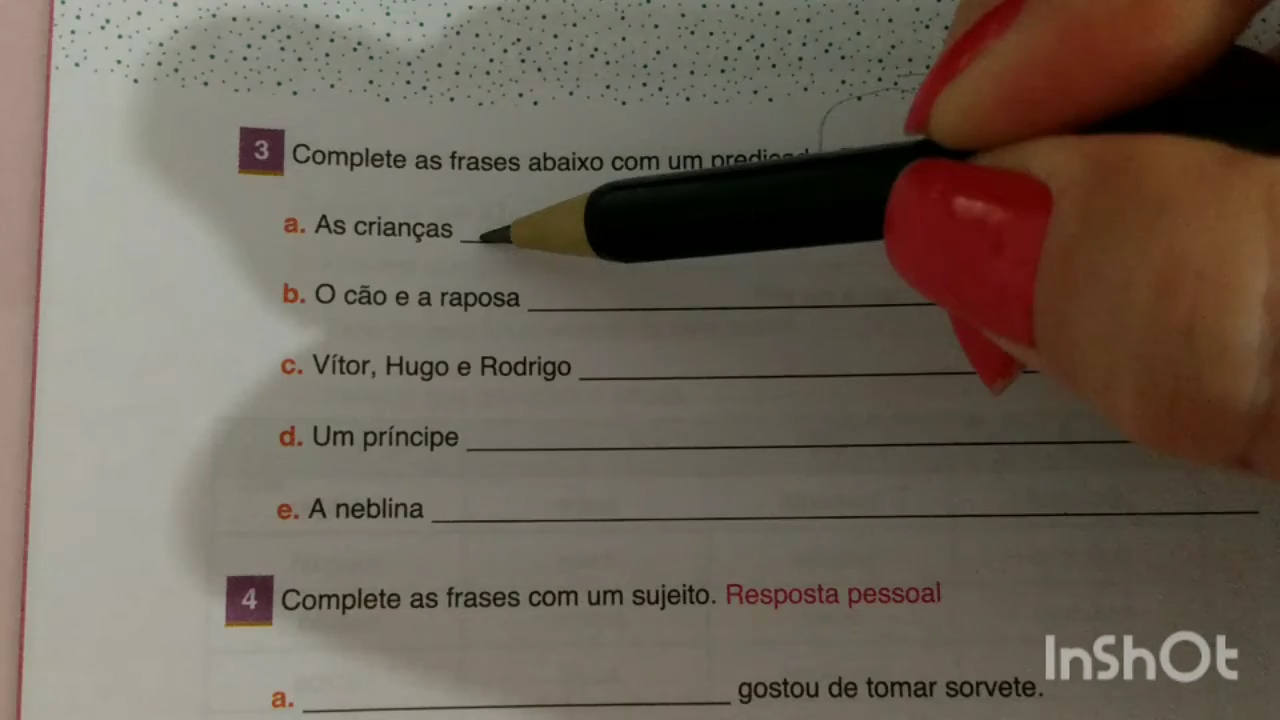 3 Complete as frases abaixo com um
a. As crianças
b. O cão e a raposa
c. Vítor, Hugo e Rodrigo
d. Um príncipe
e. A neblina
4 Complete as frases com um sujeito. Resposta pessoal
a. gostou de tomar sorvete.
InShOt